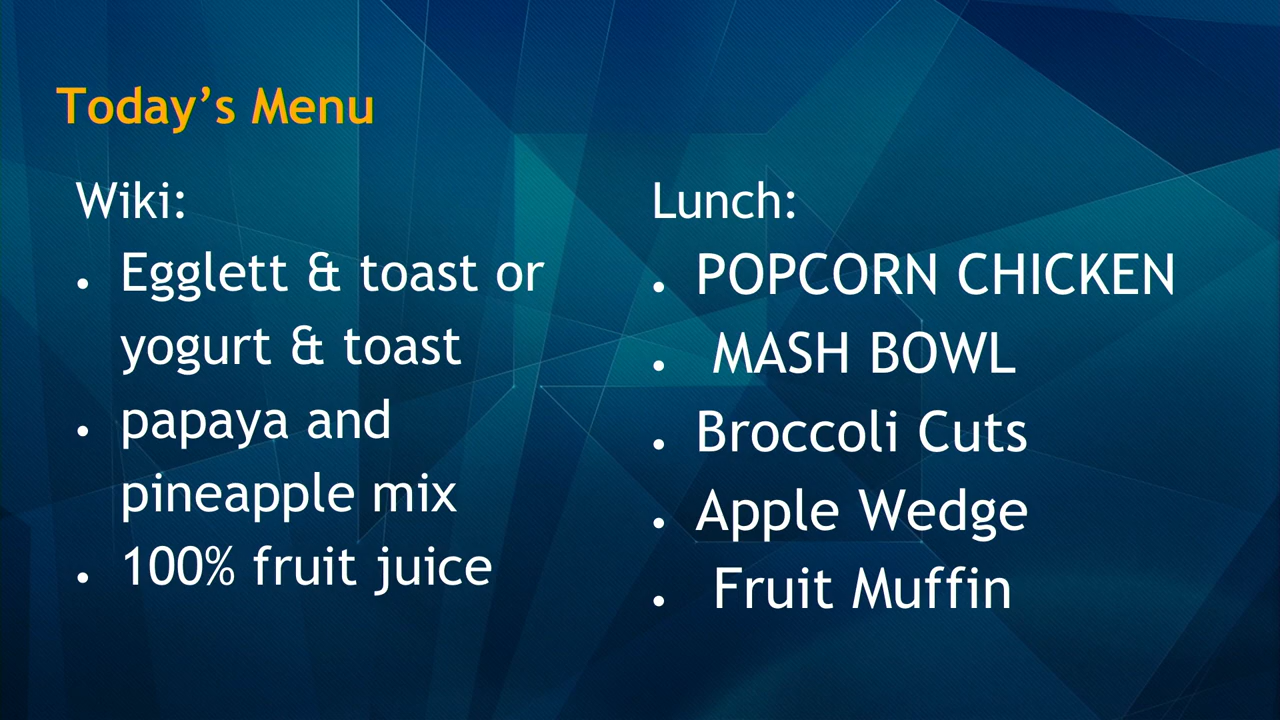 Today’s Menu
Wiki:
• Egglett & toast or
yogurt & toast
• papaya and
pineapple mix
• 100% fruit juice
Lunch:
• POPCORN CHICKEN
• MASH BOWL
• Broccoli Cuts
• Apple Wedge
• Fruit Muffin